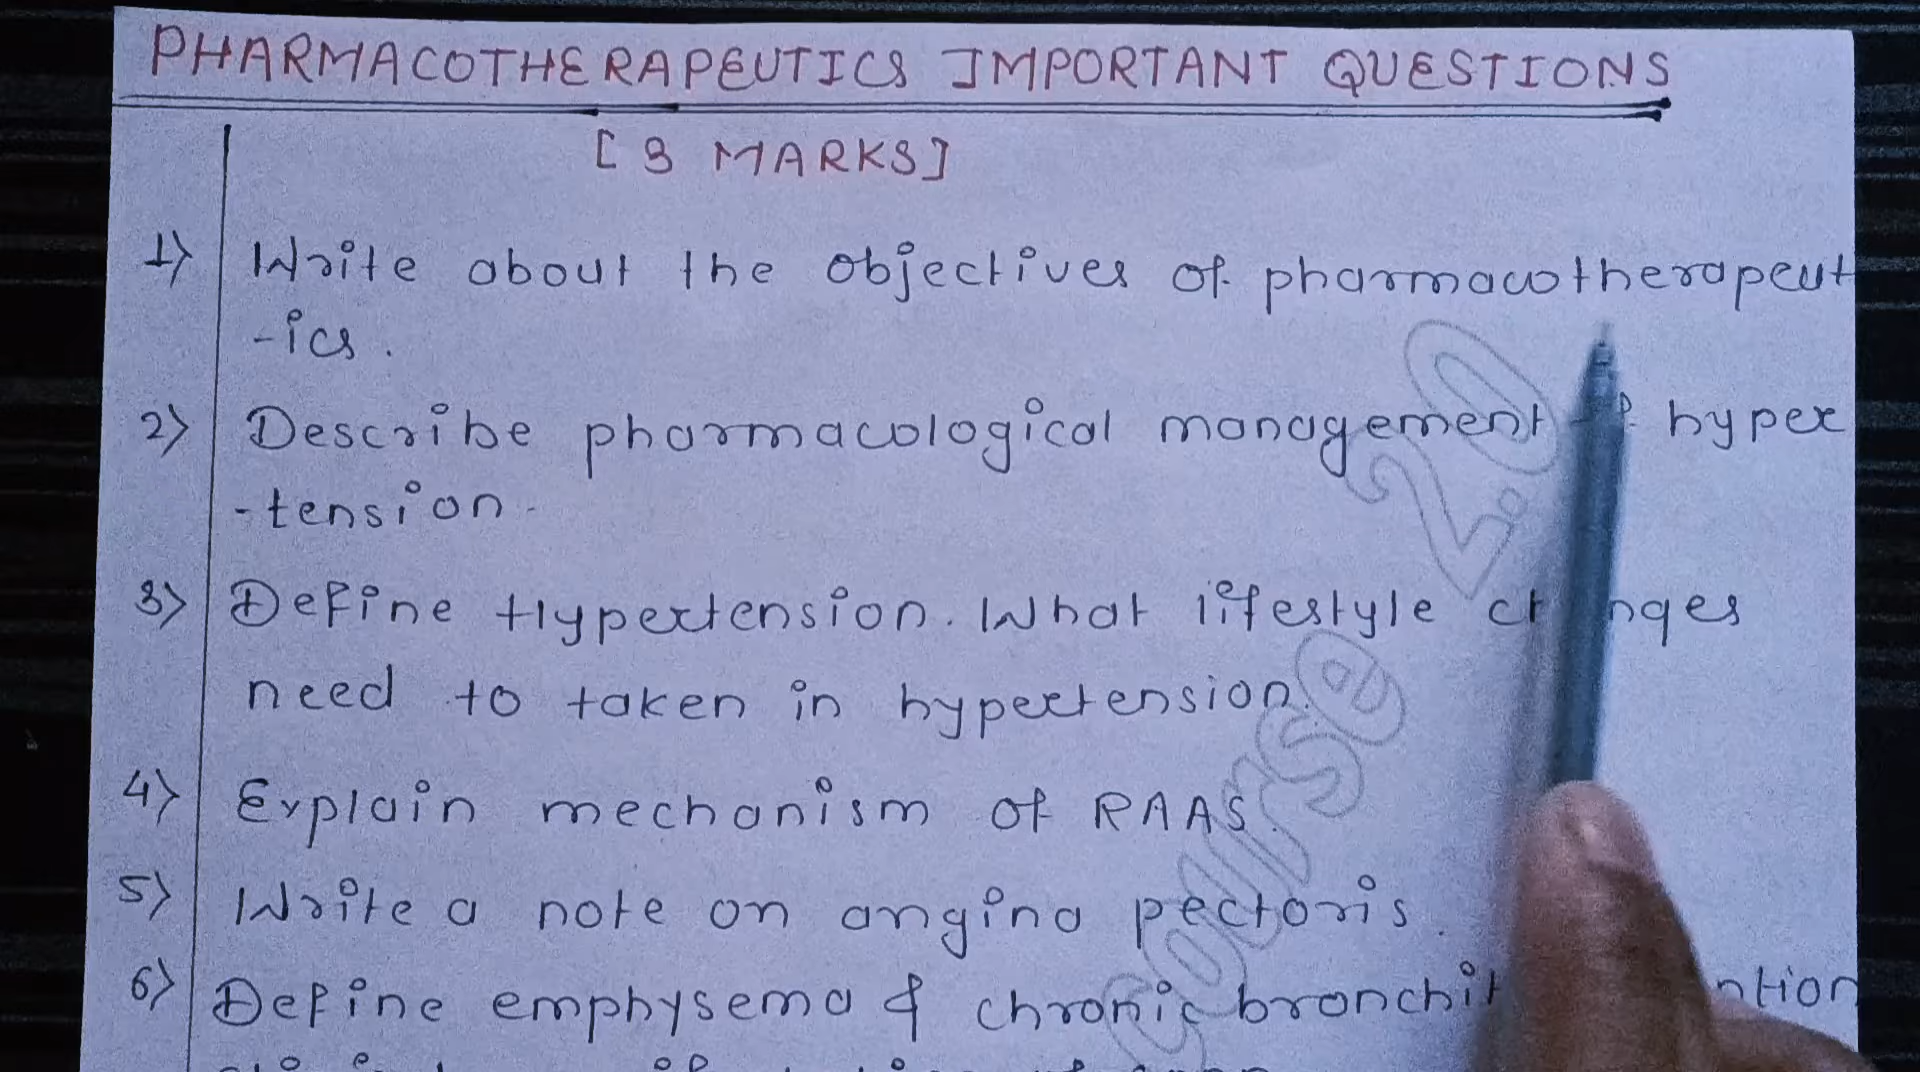 PHARMACOTHERAPEUTICS IMPORTANT QUESTIONS
[3 MARKS]
1) Write about the objectives of pharmacotherapeut
-ics.
2) Describe pharmacological management hyper
-tension.
3) Define Hypertension. What lifestyle
need to taken in hypertension.
4) Explain mechanism of RAAS.
5) Write a note on angina pectoris.
6) Define emphysema & chronic
2.0